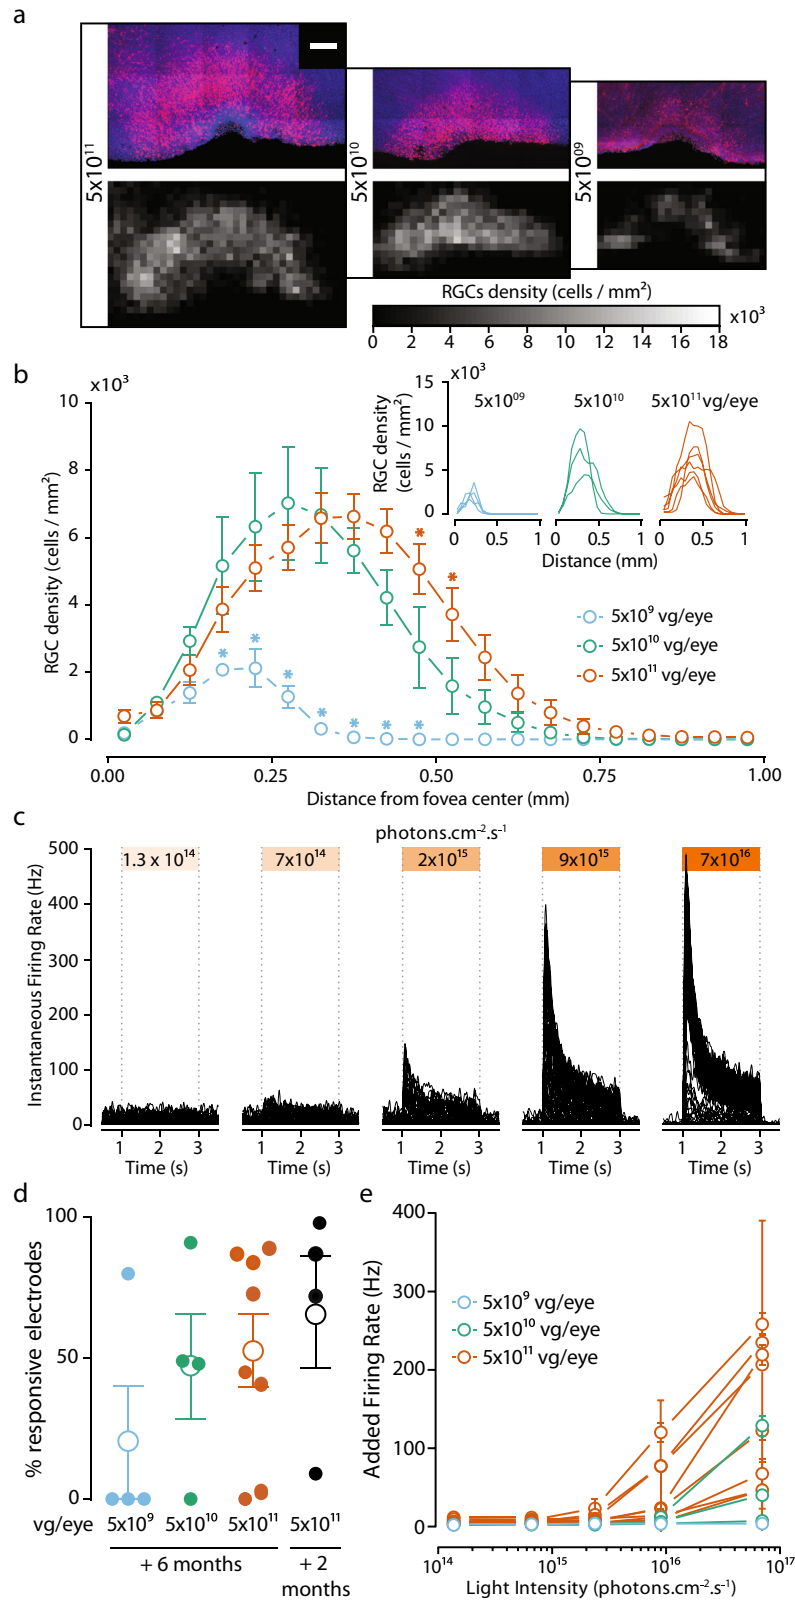 a
5x10¹¹
5x10¹⁰
5x10⁰⁹
RGCs density (cells / mm²)
x10³
0 2 4 6 8 10 12 14 16 18
b
x10³
10
8
6
4
2
0
RGC density (cells / mm²)
0.00 0.25 0.50 0.75 1.00
Distance from fovea center (mm)
* * * * * * *
* *
x10³
15
10
5
0
RGC density
(cells / mm²)
5x10⁰⁹ 5x10¹⁰ 5x10¹¹vg/eye
0 0.5 1 0 0.5 1 0 0.5 1
Distance (mm)
5x10⁹ vg/eye
5x10¹⁰ vg/eye
5x10¹¹ vg/eye
c
photons.cm⁻².s⁻¹
1.3 x 10¹⁴ 7x10¹⁴ 2x10¹⁵ 9x10¹⁵ 7x10¹⁶
500
400
300
200
100
0
Instantaneous Firing Rate (Hz)
1 2 3 1 2 3 1 2 3 1 2 3 1 2 3
Time (s) Time (s) Time (s) Time (s) Time (s)
d
100
50
0
% responsive electrodes
vg/eye 5x10⁹ 5x10¹⁰ 5x10¹¹ 5x10¹¹
+ 6 months
+ 2
months
e
400
300
200
100
0
Added Firing Rate (Hz)
5x10⁹ vg/eye
5x10¹⁰ vg/eye
5x10¹¹ vg/eye
10¹⁴ 10¹⁵ 10¹⁶ 10¹⁷
Light Intensity (photons.cm⁻².s⁻¹)